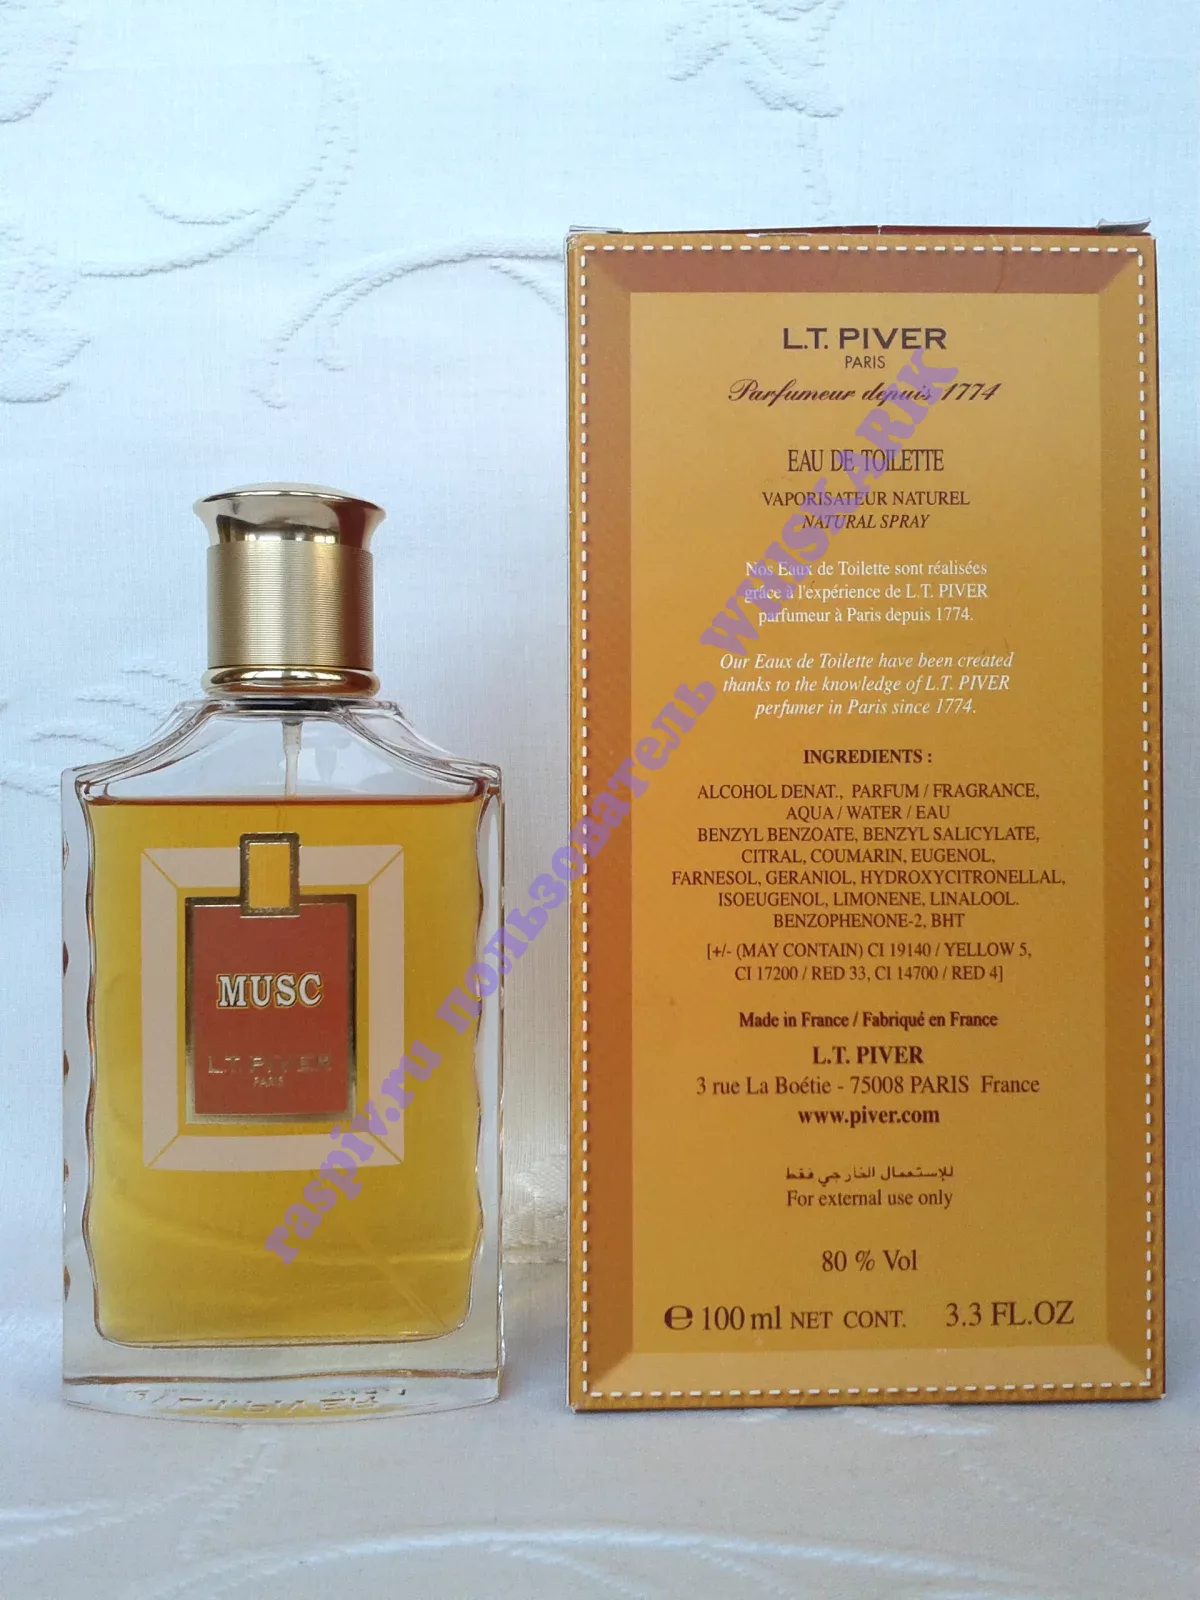 MUSC
L.T. PIVER
PARIS
L.T. PIVER
PARIS
Parfumeur depuis 1774
EAU DE TOILETTE
VAPORISATEUR NATUREL
NATURAL SPRAY
Nos Eaux de Toilette sont réalisées
grâce à l'expérience de L.T. PIVER
parfumeur à Paris depuis 1774.
Our Eaux de Toilette have been created
thanks to the knowledge of L.T. PIVER
perfumer in Paris since 1774.
INGREDIENTS :
ALCOHOL DENAT., PARFUM / FRAGRANCE,
AQUA / WATER / EAU
BENZYL BENZOATE, BENZYL SALICYLATE,
CITRAL, COUMARIN, EUGENOL,
FARNESOL, GERANIOL, HYDROXYCITRONELLAL,
ISOEUGENOL, LIMONENE, LINALOOL.
BENZOPHENONE-2, BHT
[+/- (MAY CONTAIN) CI 19140 / YELLOW 5,
CI 17200 / RED 33, CI 14700 / RED 4]
Made in France / Fabriqué en France
L.T. PIVER
3 rue La Boétie - 75008 PARIS France
www.piver.com
للإستعمال الخارجي فقط
For external use only
80 % Vol
℮ 100 ml NET CONT. 3.3 FL.OZ
raspiv.ru пользователь WHSKARIK